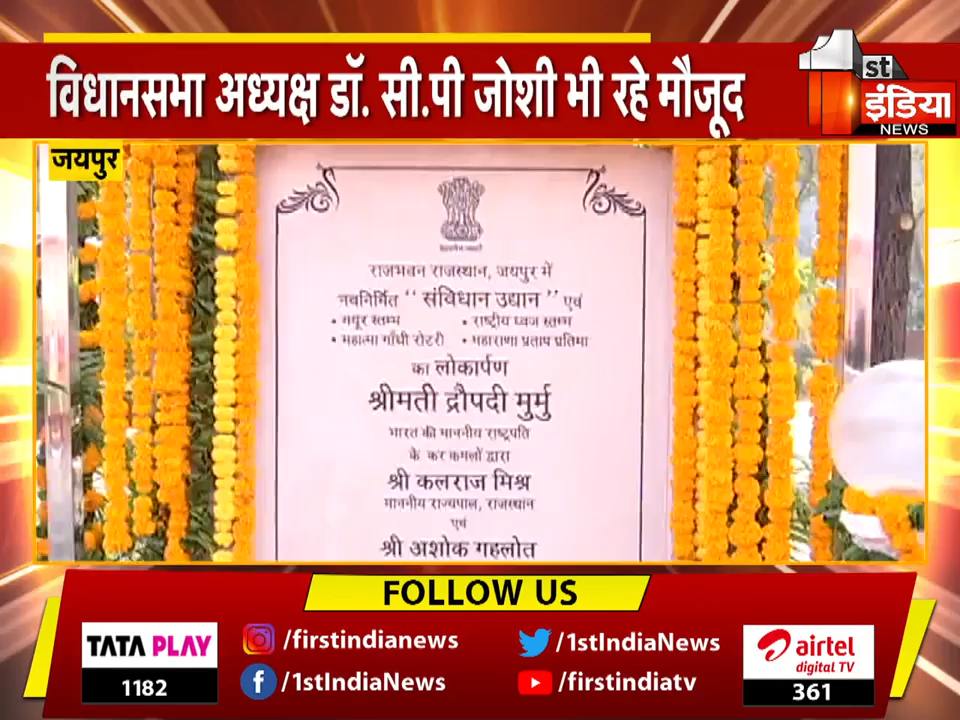 विधानसभा अध्यक्ष डॉ. सी.पी जोशी भी रहे मौजूद
1st
इंडिया
NEWS
जयपुर
राजभवन राजस्थान, जयपुर में
नवनिर्मित “ संविधान उद्यान ” एवं
• मयूर स्तम्भ • राष्ट्रीय ध्वज स्तम्भ
• महात्मा गाँधी रोटरी • महाराणा प्रताप प्रतिमा
का लोकार्पण
श्रीमती द्रौपदी मुर्मु
भारत की माननीय राष्ट्रपति
के कर कमलों द्वारा
श्री कलराज मिश्र
माननीय राज्यपाल, राजस्थान
एवं
श्री अशोक गहलोत
FOLLOW US
TATA PLAY
1182
/firstindianews
/1stIndiaNews
/1stIndiaNews
/firstindiatv
airtel
digital TV
361